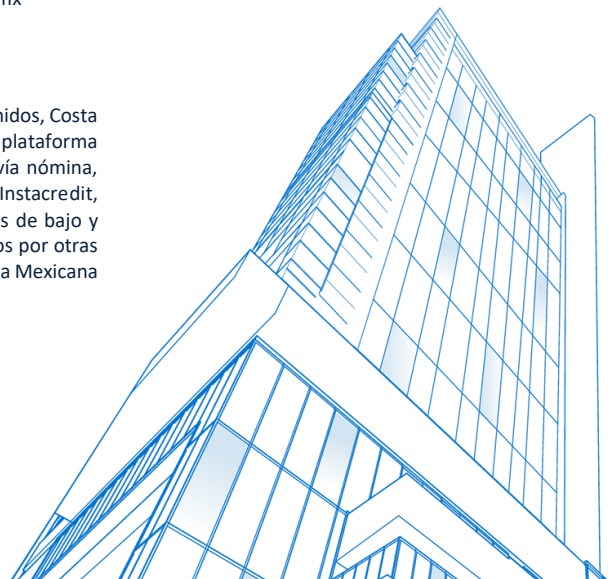 nidos, Costa
plataforma
vía nómina,
Instacredit,
s de bajo y
os por otras
a Mexicana